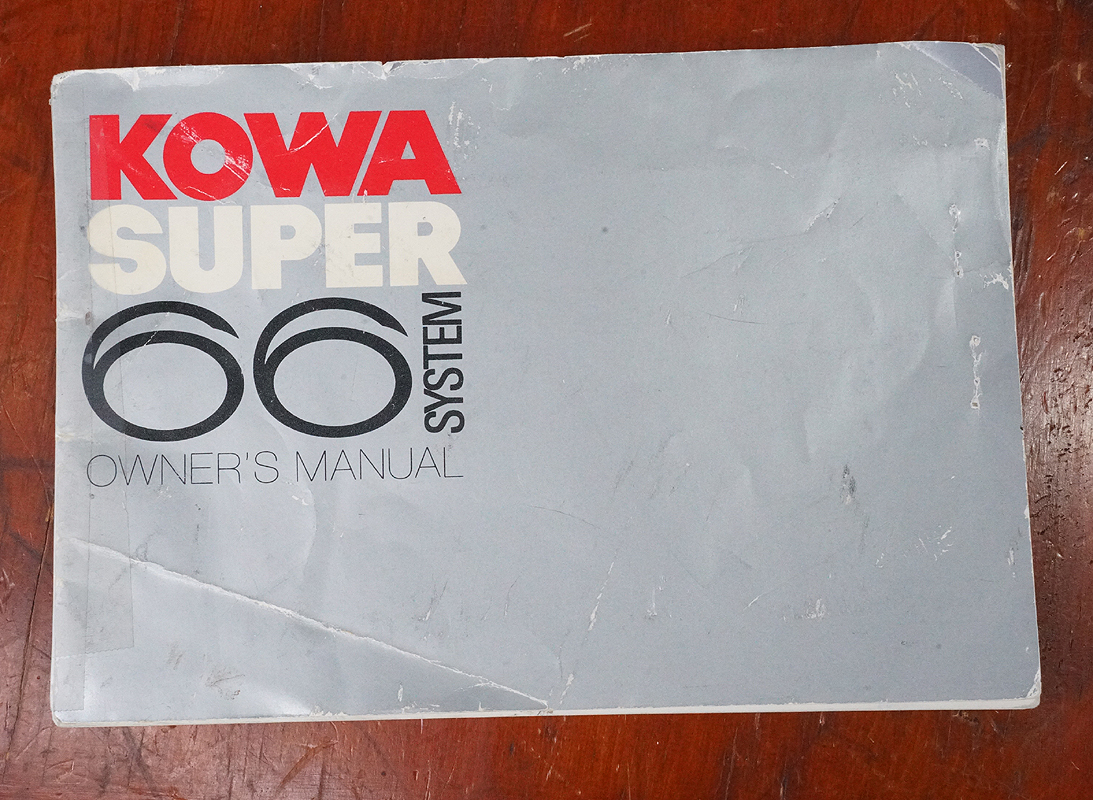 KOWA
SUPER
66 SYSTEM
OWNER'S MANUAL